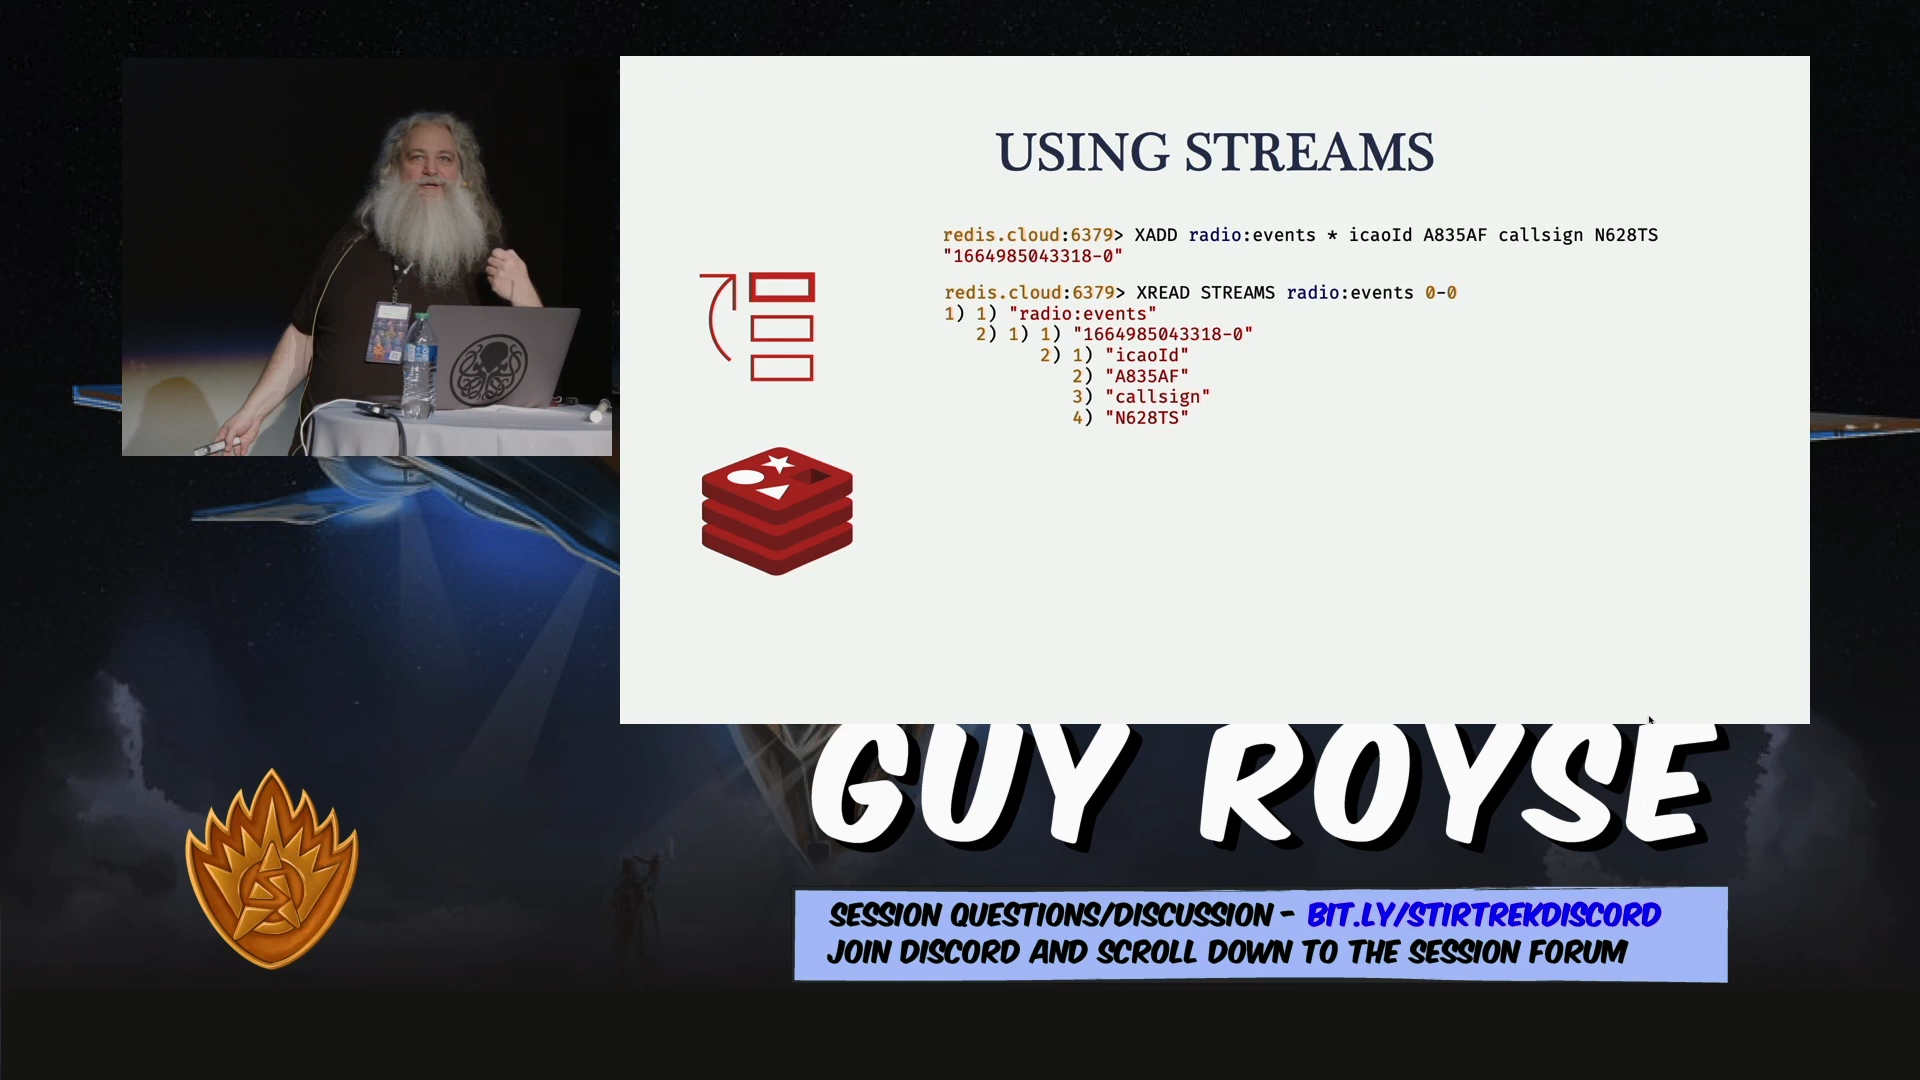 USING STREAMS
redis.cloud:6379> XADD radio:events * icaoId A835AF callsign N628TS
"1664985043318-0"
redis.cloud:6379> XREAD STREAMS radio:events 0-0
1) 1) "radio:events"
2) 1) 1) "1664985043318-0"
2) 1) "icaoId"
2) "A835AF"
3) "callsign"
4) "N628TS"
GUY ROYSE
SESSION QUESTIONS/DISCUSSION - BIT.LY/STIRTREKDISCORD
JOIN DISCORD AND SCROLL DOWN TO THE SESSION FORUM